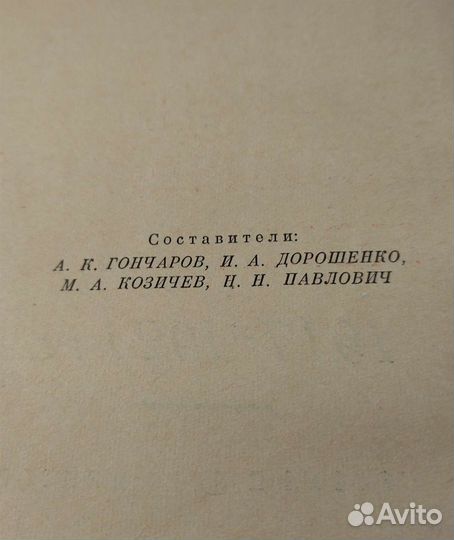 Составители:
А. К. ГОНЧАРОВ, И. А. ДОРОШЕНКО,
М. А. КОЗИЧЕВ, Ц. Н. ПАВЛОВИЧ
Avito